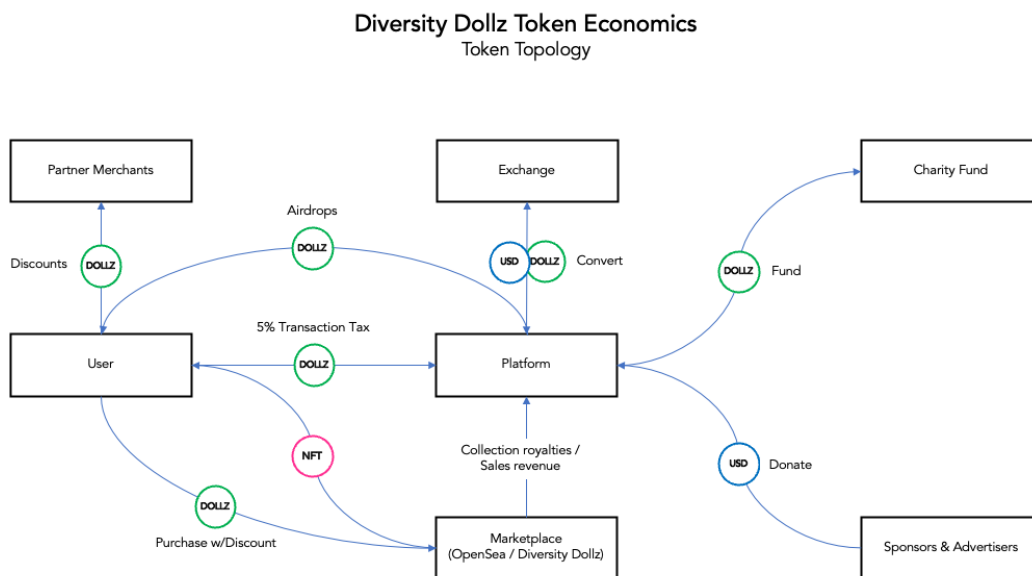 Diversity Dollz Token Economics
Token Topology
Partner Merchants
Exchange
Charity Fund
Airdrops
DOLLZ
Discounts
DOLLZ
USD
DOLLZ
Convert
DOLLZ
Fund
5% Transaction Tax
User
DOLLZ
Platform
NFT
Collection royalties /
Sales revenue
USD
Donate
DOLLZ
Purchase w/Discount
Marketplace
(OpenSea / Diversity Dollz)
Sponsors & Advertisers